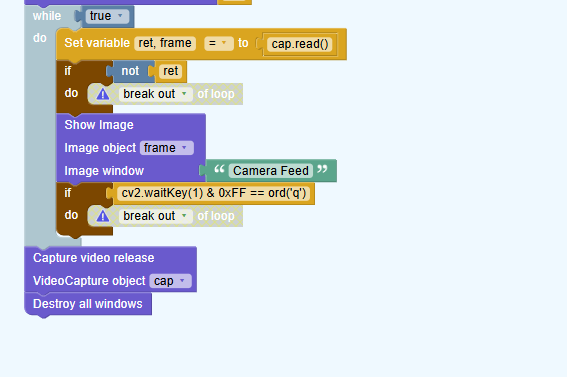 while true
do Set variable ret, frame = to cap.read()
if not ret
do break out of loop
Show Image
Image object frame
Image window “ Camera Feed ”
if cv2.waitKey(1) & 0xFF == ord('q')
do break out of loop
Capture video release
VideoCapture object cap
Destroy all windows